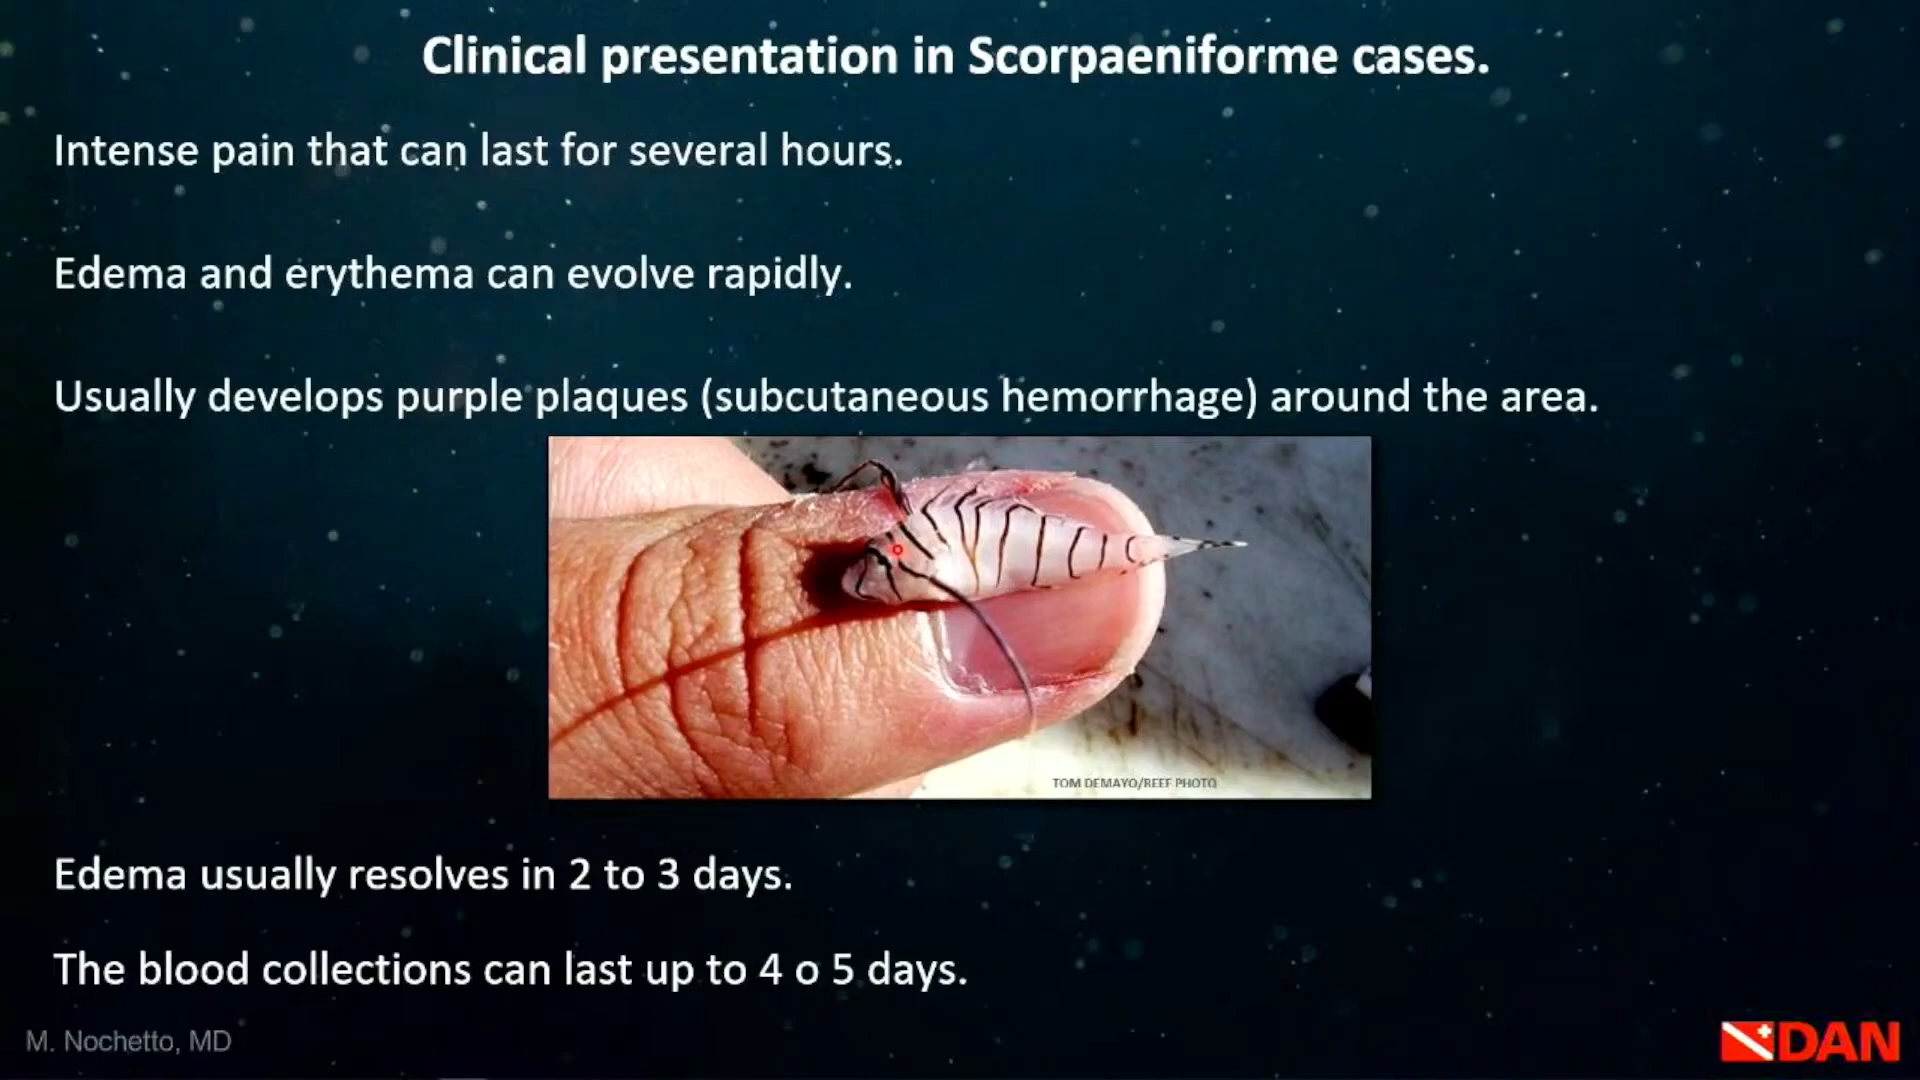 Clinical presentation in Scorpaeniforme cases.
Intense pain that can last for several hours.
Edema and erythema can evolve rapidly.
Usually develops purple plaques (subcutaneous hemorrhage) around the area.
TOM DEMAYO/REEF PHOTO
Edema usually resolves in 2 to 3 days.
The blood collections can last up to 4 o 5 days.
M. Nochetto, MD
DAN